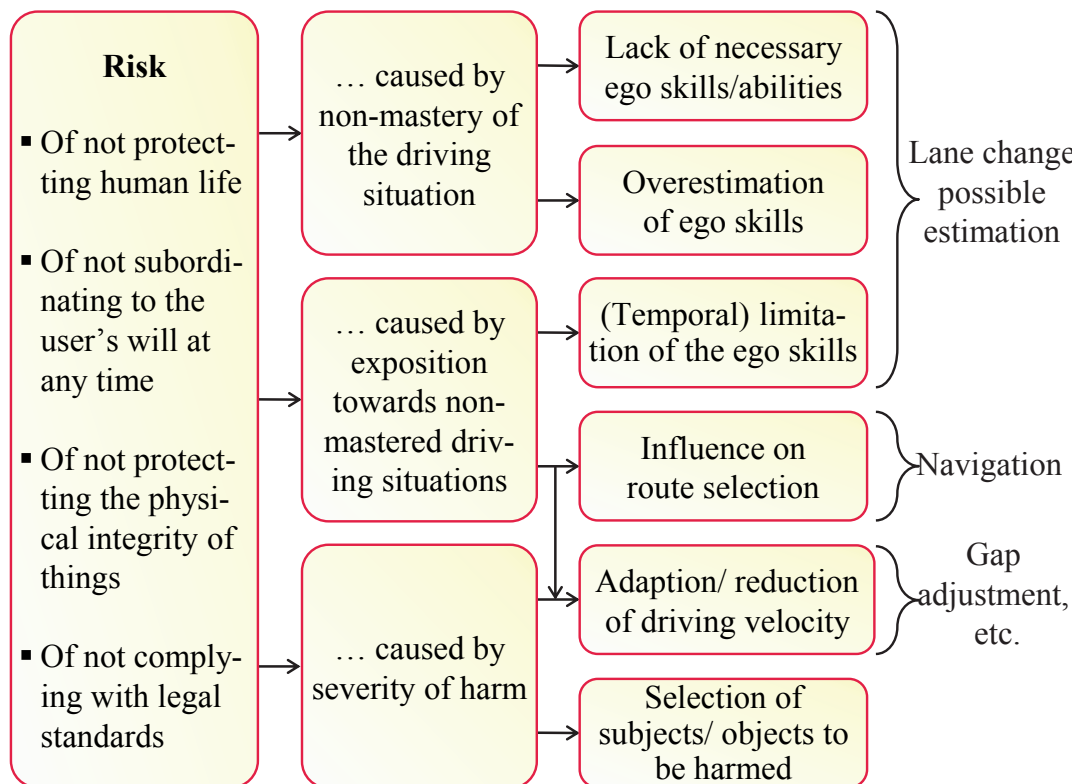 Risk
▪ Of not protec-
ting human life
▪ Of not subordi-
nating to the
user’s will at
any time
▪ Of not protec-
ting the physi-
cal integrity of
things
▪ Of not comply-
ing with legal
standards
… caused by
non-mastery of
the driving
situation
… caused by
exposition
towards non-
mastered driv-
ing situations
… caused by
severity of harm
Lack of necessary
ego skills/abilities
Overestimation
of ego skills
(Temporal) limita-
tion of the ego skills
Influence on
route selection
Adaption/ reduction
of driving velocity
Selection of
subjects/ objects to
be harmed
Lane change
possible
estimation
Navigation
Gap
adjustment,
etc.